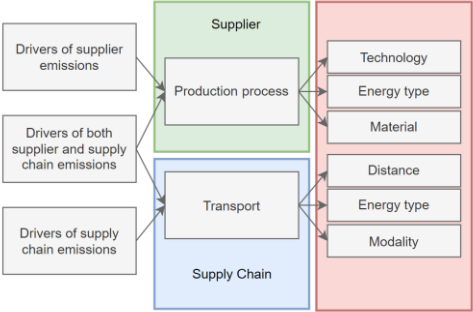 Drivers of supplier
emissions
Drivers of both
supplier and supply
chain emissions
Drivers of supply
chain emissions
Supplier
Production process
Transport
Supply Chain
Technology
Energy type
Material
Distance
Energy type
Modality